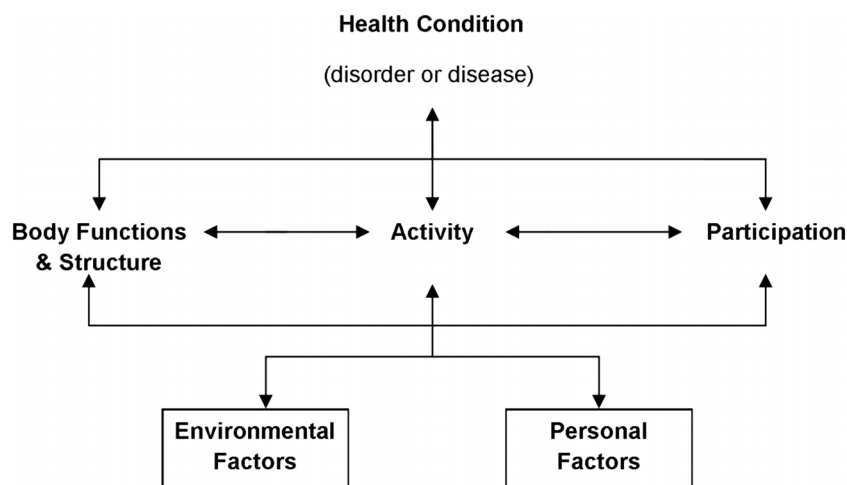 Health Condition
(disorder or disease)
Body Functions
& Structure
Activity
Participation
Environmental
Factors
Personal
Factors